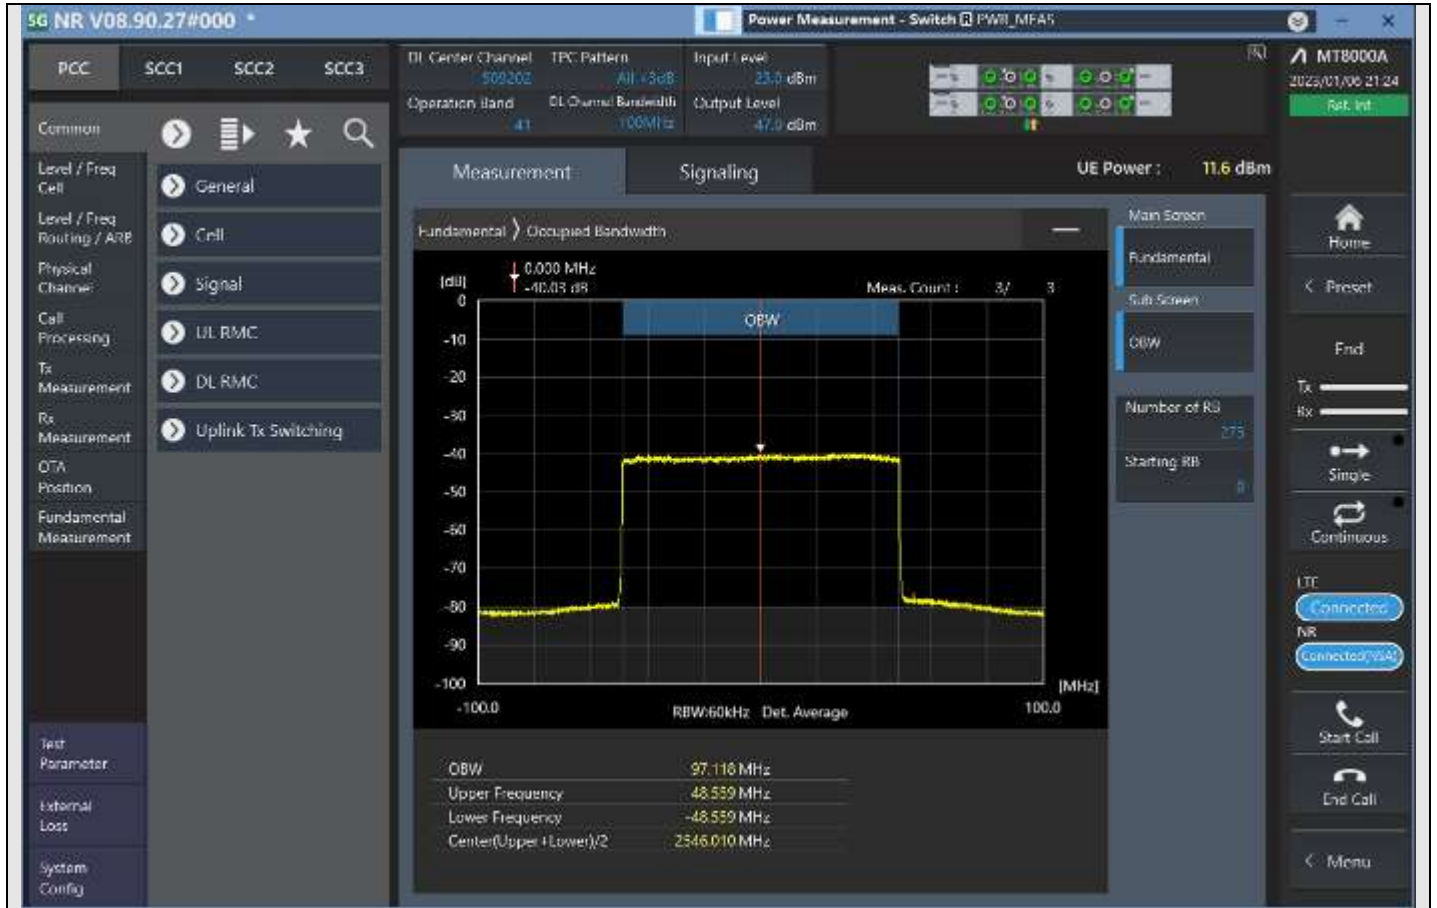 SG NR V08.90.27#000 *
Power Measurement - Switch R PWR_MEAS
PCC SCC1 SCC2 SCC3
DL Center Channel TPC Pattern Input Level
509202 All +3dB 23.0 dBm
Operation Band DL Channel Bandwidth Output Level
41 100MHz 47.0 dBm
MT8000A
2023/01/06 21:24
Ref. Int
Common
Level / Freq
Cell
Level / Freq
Routing / ARB
Physical
Channel
Call
Processing
Tx
Measurement
Rx
Measurement
OTA
Position
Fundamental
Measurement
Test
Parameter
External
Loss
System
Config
General
Cell
Signal
UL RMC
DL RMC
Uplink Tx Switching
Measurement Signaling
UE Power : 11.6 dBm
Fundamental > Occupied Bandwidth
[dB]
0.000 MHz
-40.03 dB
Meas. Count : 3/ 3
OBW
0
-10
-20
-30
-40
-50
-60
-70
-80
-90
-100
[MHz]
-100.0 RBW:60kHz Det. Average 100.0
OBW 97.118 MHz
Upper Frequency 48.559 MHz
Lower Frequency -48.559 MHz
Center(Upper+Lower)/2 2546.010 MHz
Main Screen
Fundamental
Sub Screen
OBW
Number of RB
273
Starting RB
0
Home
< Preset
End
Tx
Rx
Single
Continuous
LTE
Connected
NR
Connected(NSA)
Start Call
End Call
< Menu